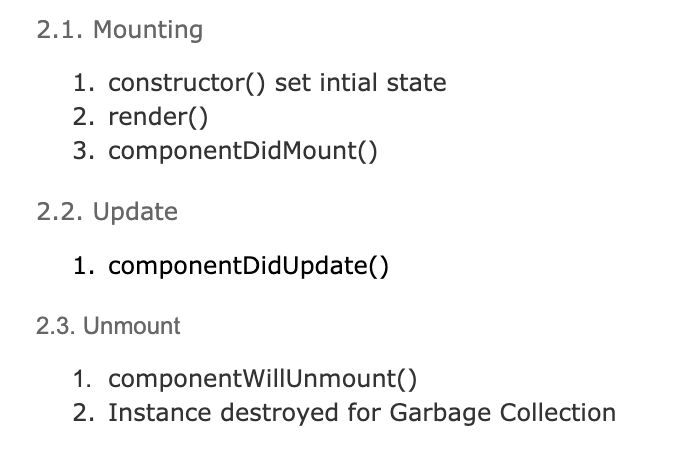 2.1. Mounting
1. constructor() set intial state
2. render()
3. componentDidMount()
2.2. Update
1. componentDidUpdate()
2.3. Unmount
1. componentWillUnmount()
2. Instance destroyed for Garbage Collection